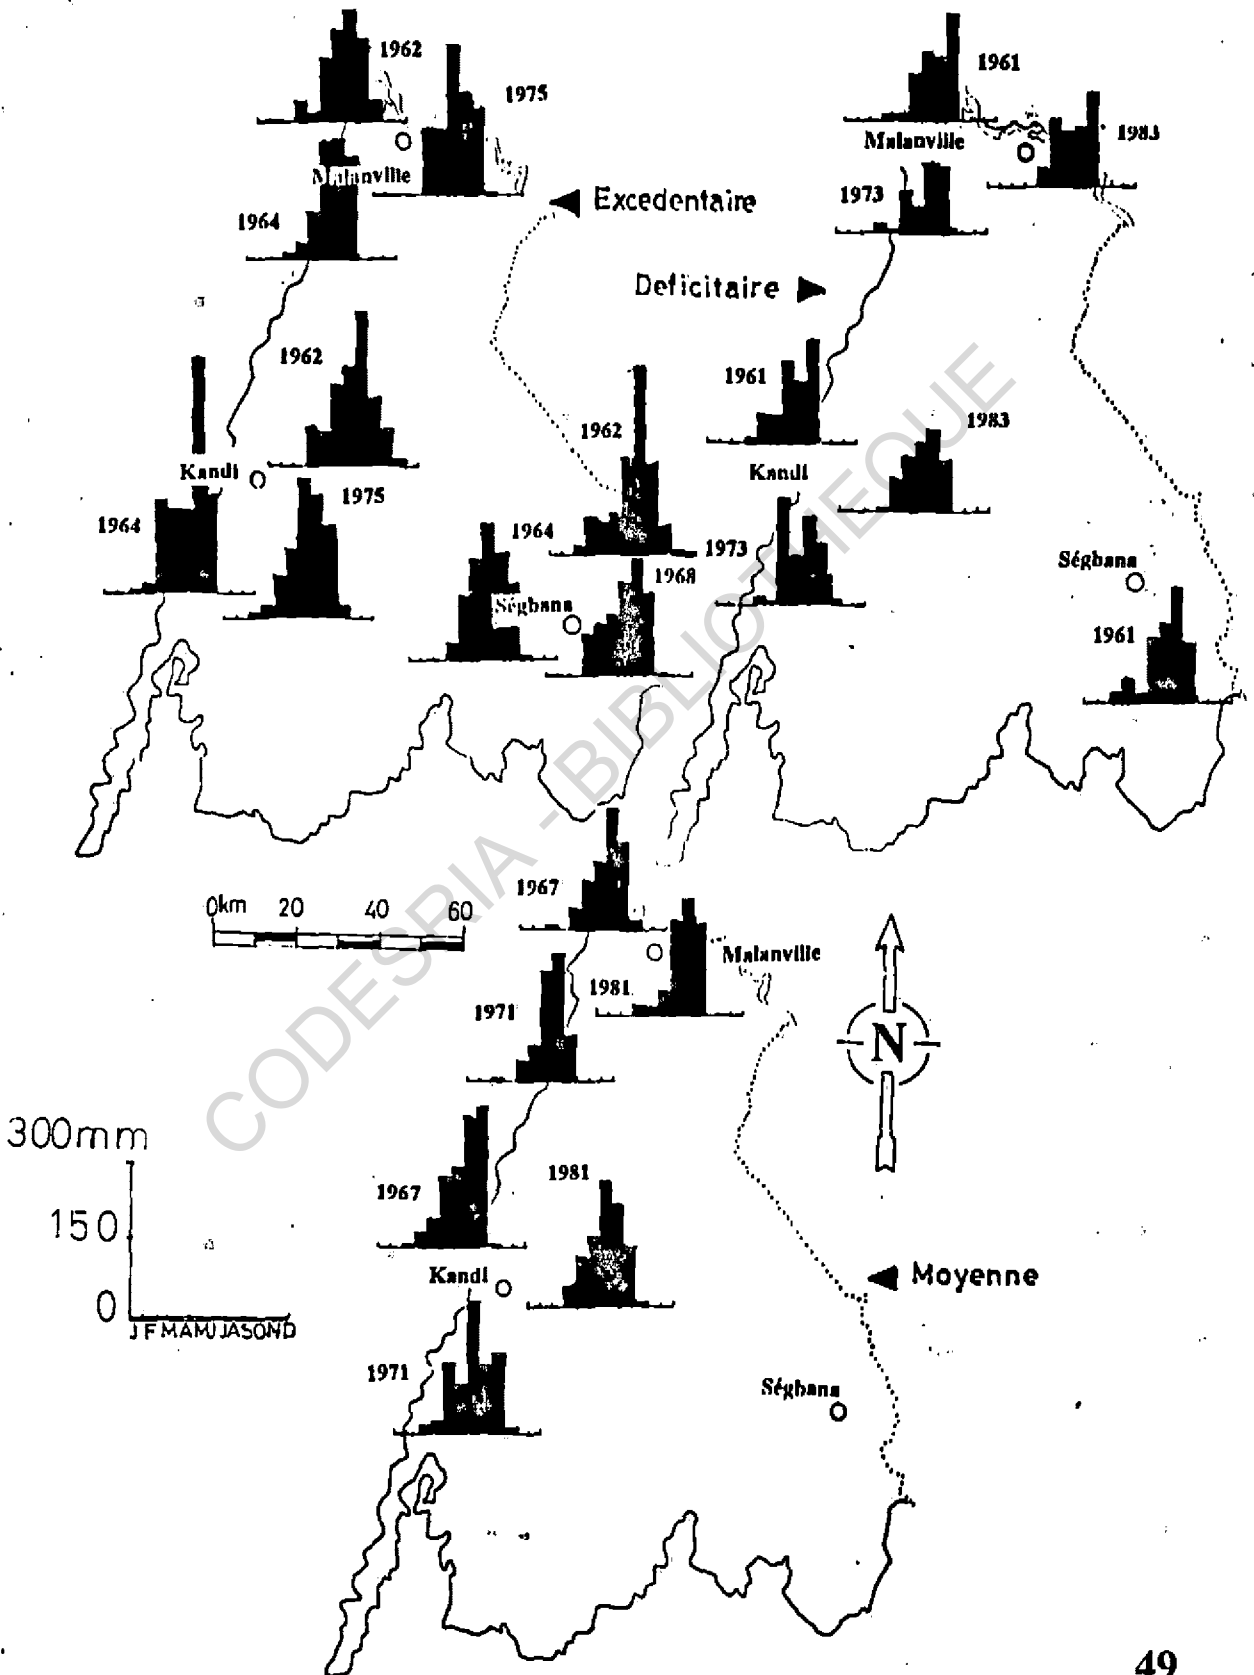 1962
1975
Malanville
1964
Excedentaire
1962
Kandi
1975
1964
1962
1964
1968
Ségbana
1961
Malanville
1983
1973
Deficitaire
1961
1983
Kandi
1973
Ségbana
1961
CODESRIA - BIBLIOTHEQUE
0km 20 40 60
1967
Malanville
1981
1971
N
300mm
150
0
J F M A M J J A S O N D
1967
1981
Kandi
Moyenne
1971
Ségbana
49